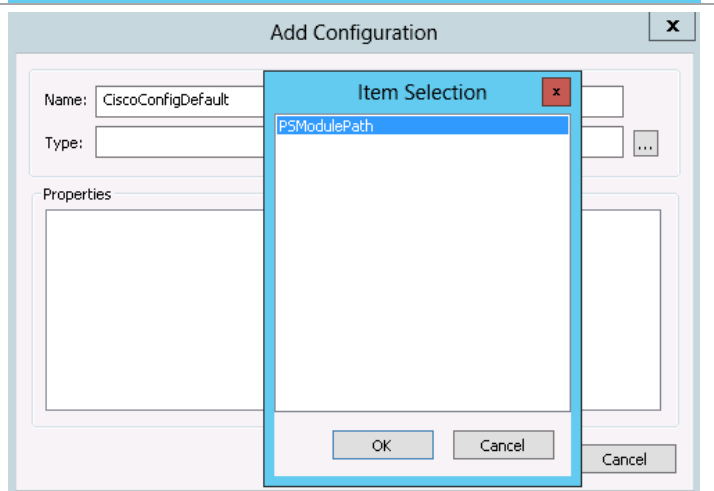 Add Configuration
x
Item Selection
x
Name: CiscoConfigDefault
PSModulePath
Type:
...
Properties
OK
Cancel
Cancel